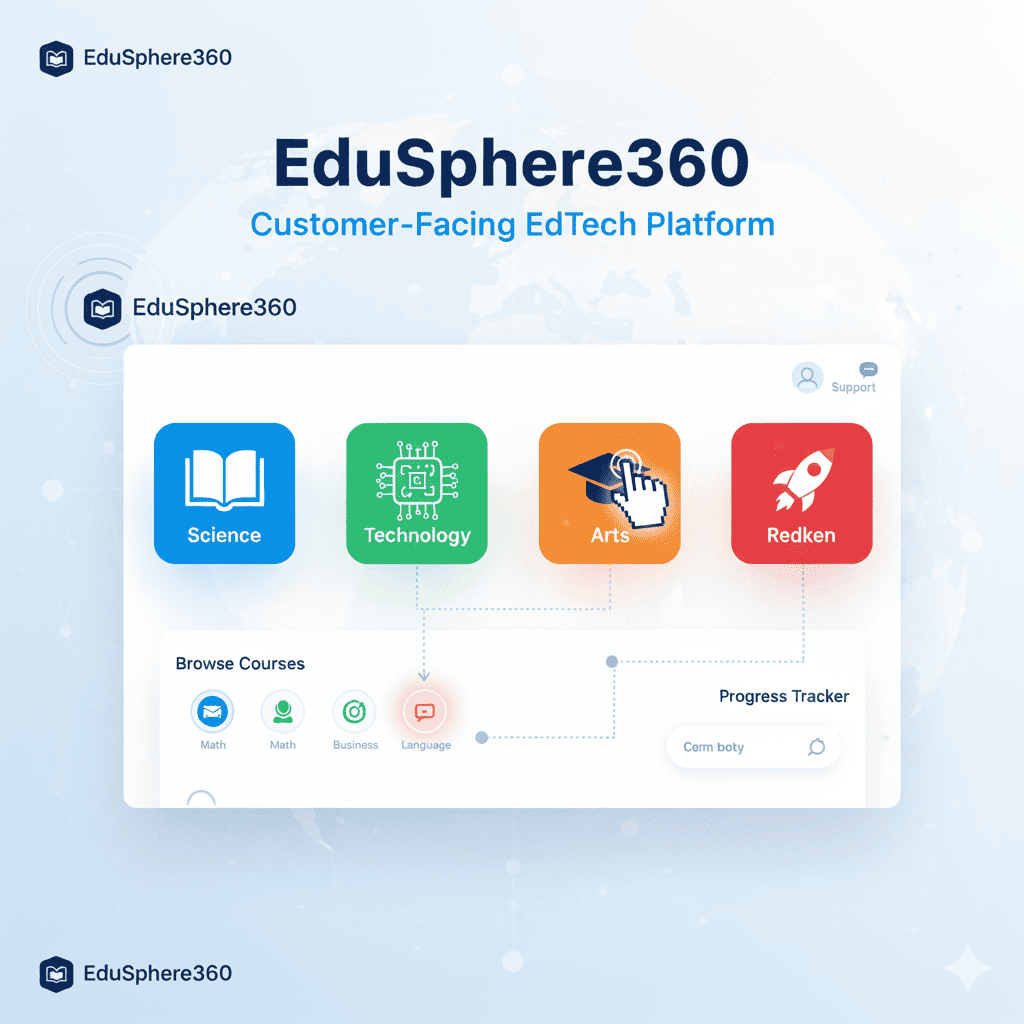 EduSphere360
EduSphere360
Customer-Facing EdTech Platform
EduSphere360
Support
Science
Technology
Arts
Redken
Browse Courses
Math
Math
Business
Language
Progress Tracker
Cerm boty
EduSphere360